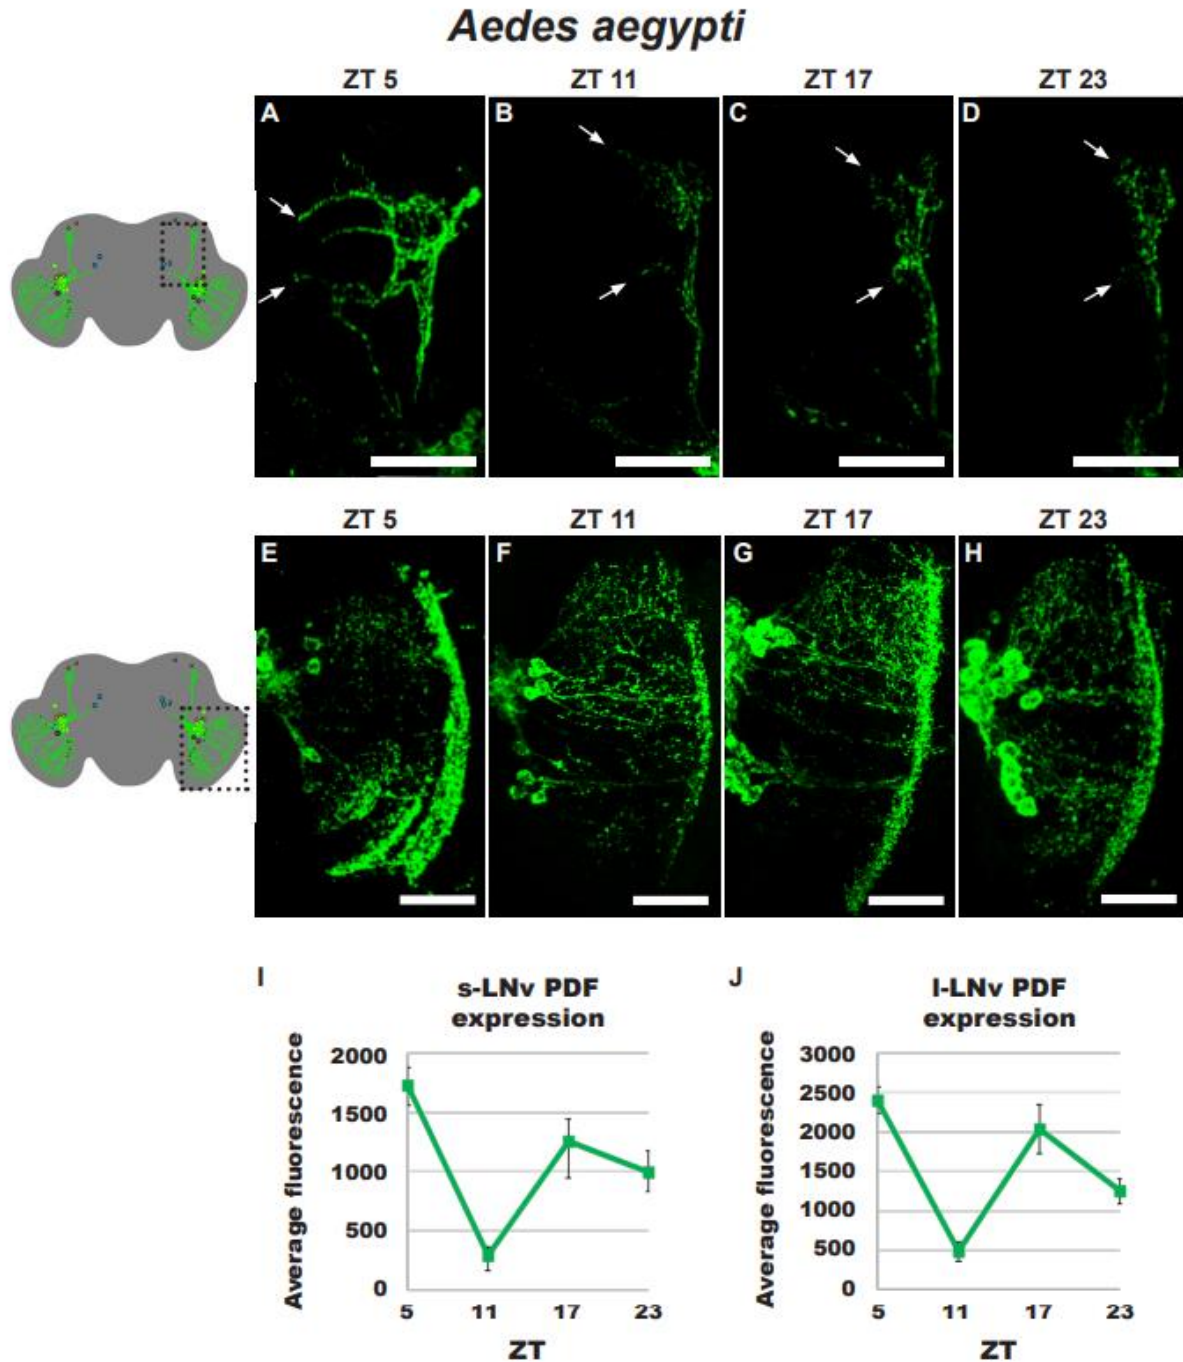 Aedes aegypti
ZT 5 ZT 11 ZT 17 ZT 23
A B C D
ZT 5 ZT 11 ZT 17 ZT 23
E F G H
I
s-LNv PDF
expression
Average fluorescence
2000
1500
1000
500
0
5 11 17 23
ZT
J
l-LNv PDF
expression
Average fluorescence
3000
2500
2000
1500
1000
500
0
5 11 17 23
ZT